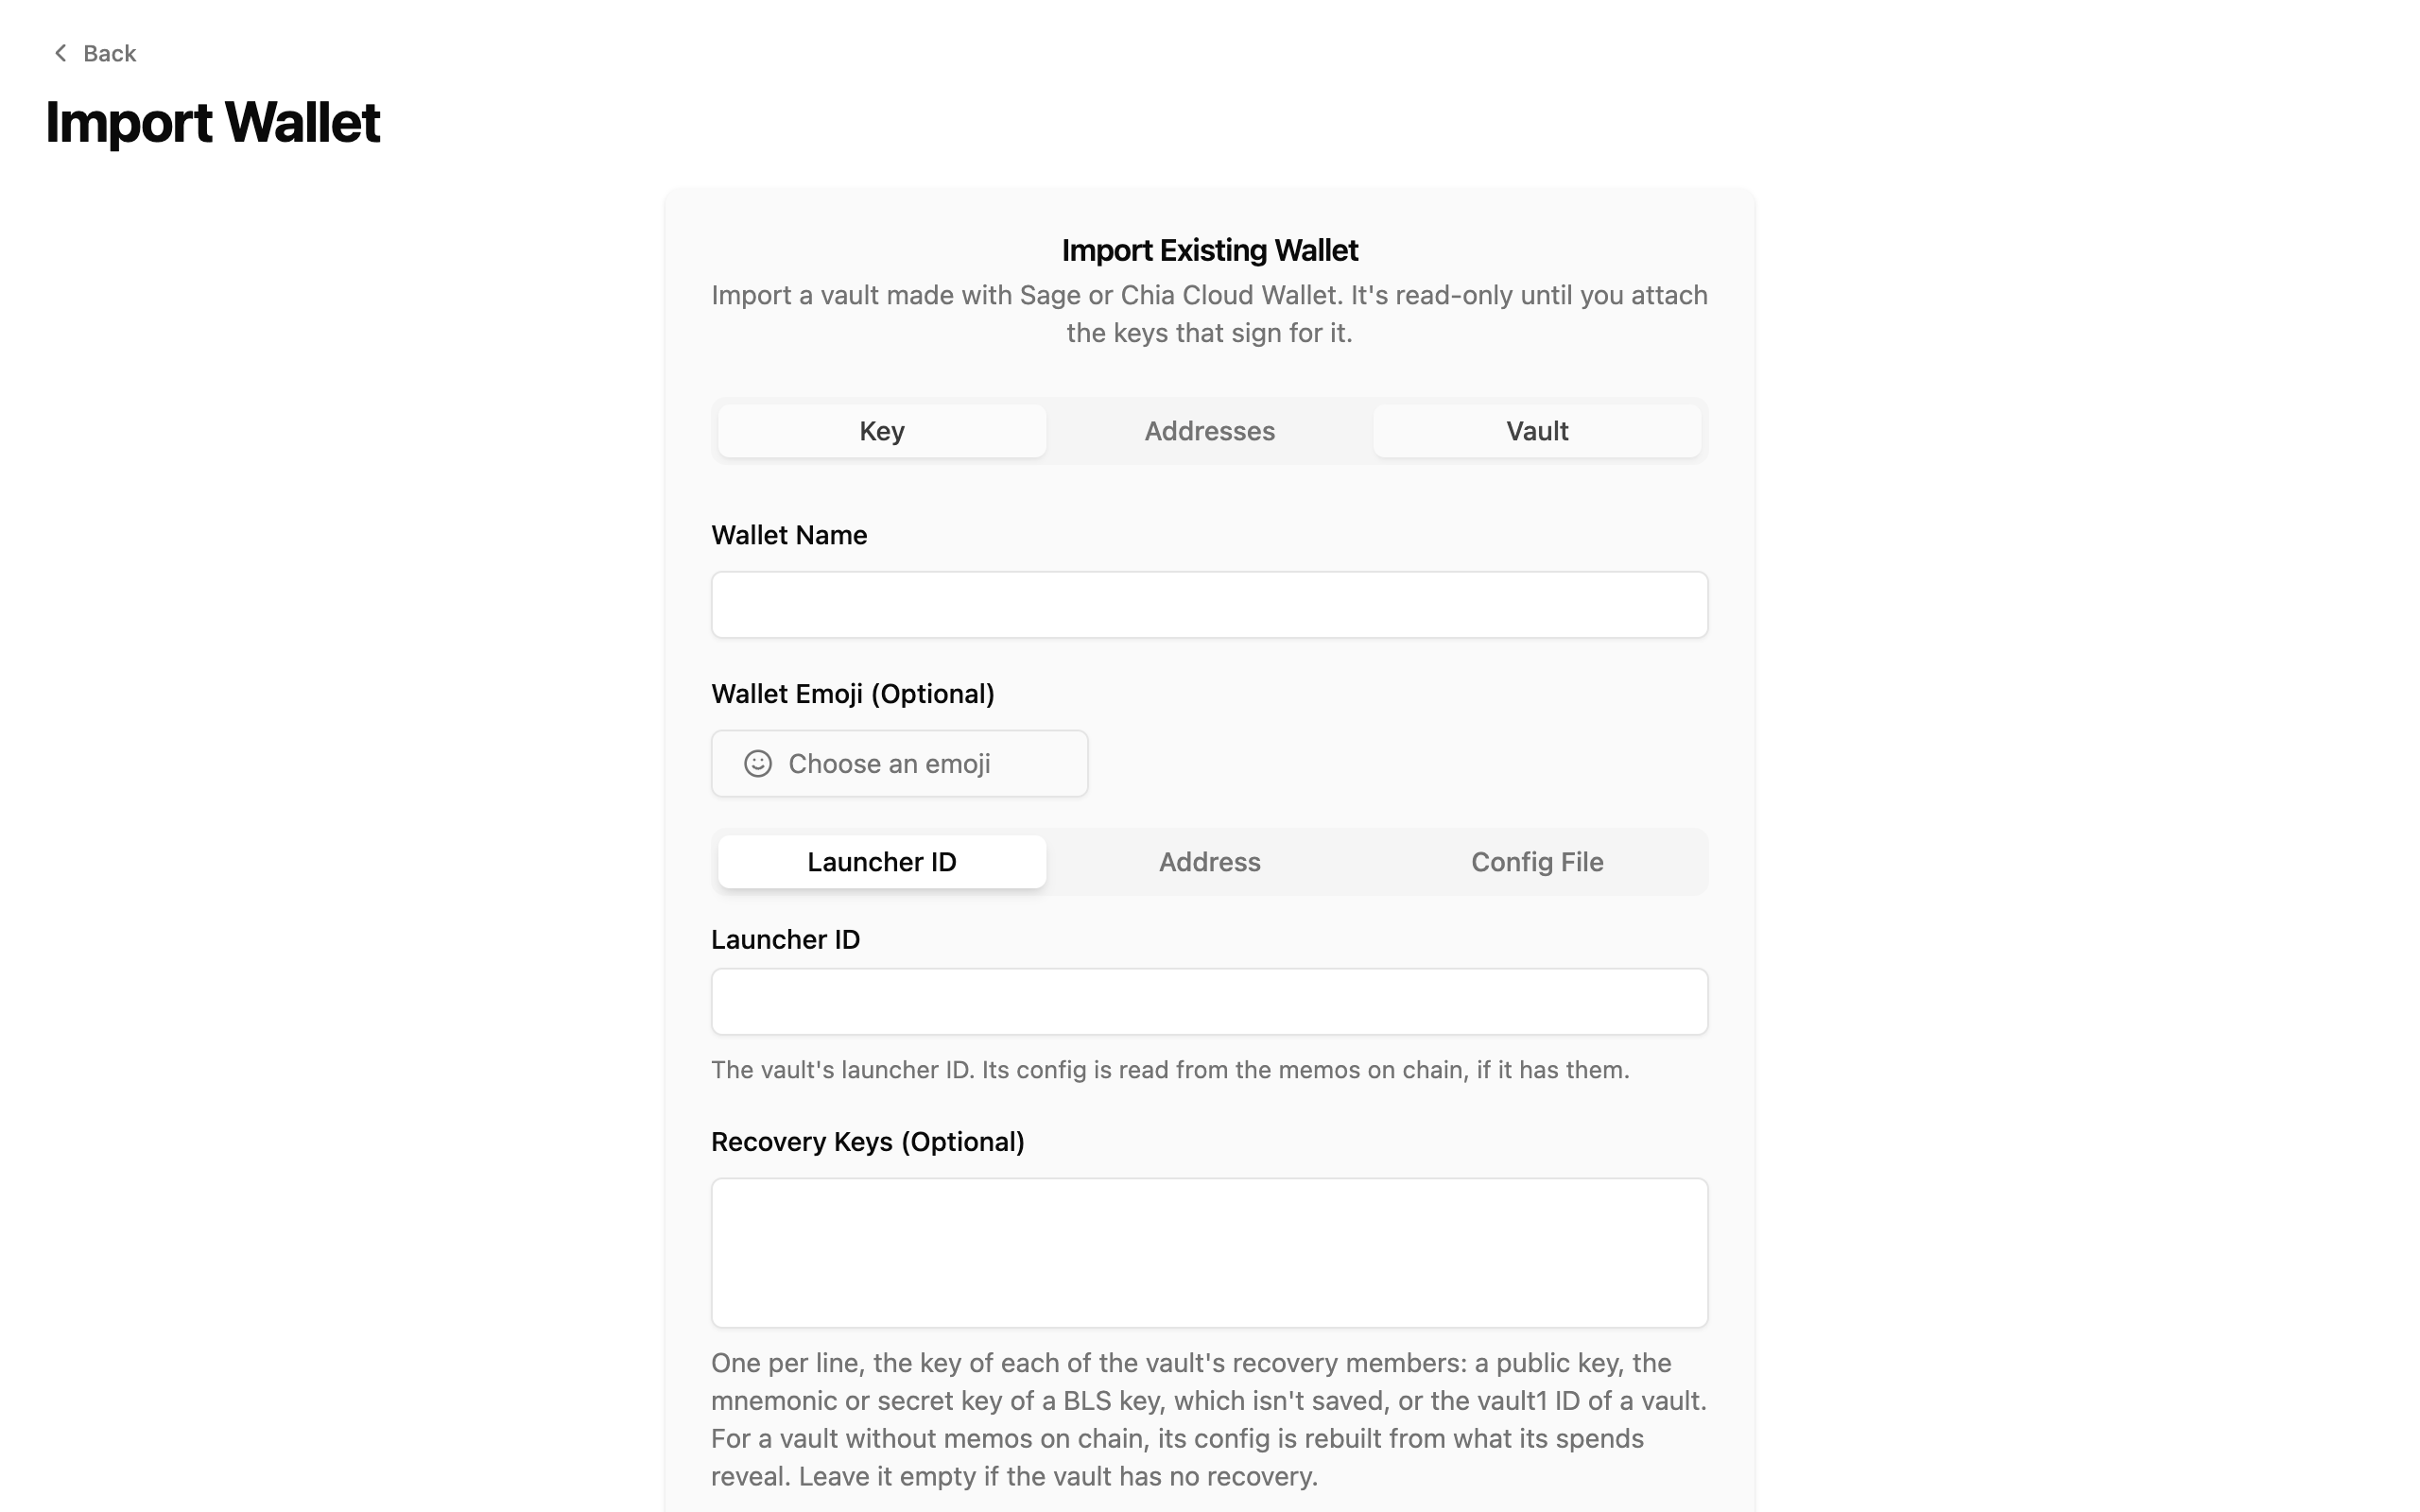 Back
Import Wallet
Import Existing Wallet
Import a vault made with Sage or Chia Cloud Wallet. It's read-only until you attach
the keys that sign for it.
Key
Addresses
Vault
Wallet Name
Wallet Emoji (Optional)
Choose an emoji
Launcher ID
Address
Config File
Launcher ID
The vault's launcher ID. Its config is read from the memos on chain, if it has them.
Recovery Keys (Optional)
One per line, the key of each of the vault's recovery members: a public key, the
mnemonic or secret key of a BLS key, which isn't saved, or the vault1 ID of a vault.
For a vault without memos on chain, its config is rebuilt from what its spends
reveal. Leave it empty if the vault has no recovery.